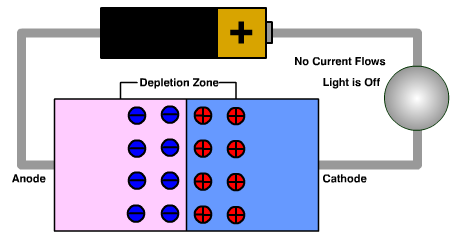 +
No Current Flows
Light is Off
Depletion Zone
Anode
Cathode